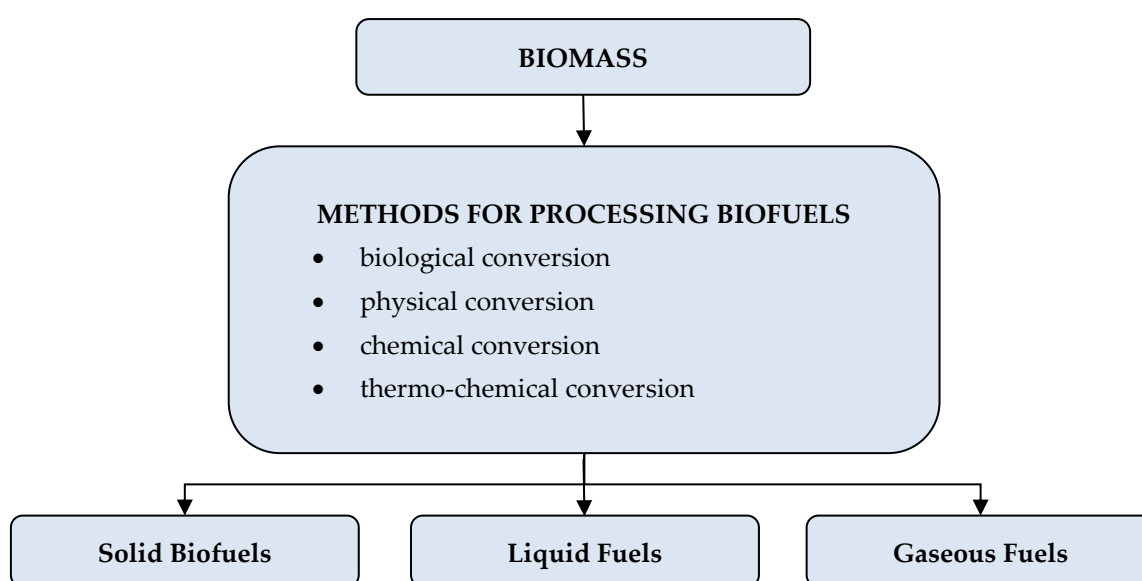 BIOMASS
METHODS FOR PROCESSING BIOFUELS
• biological conversion
• physical conversion
• chemical conversion
• thermo-chemical conversion
Solid Biofuels
Liquid Fuels
Gaseous Fuels